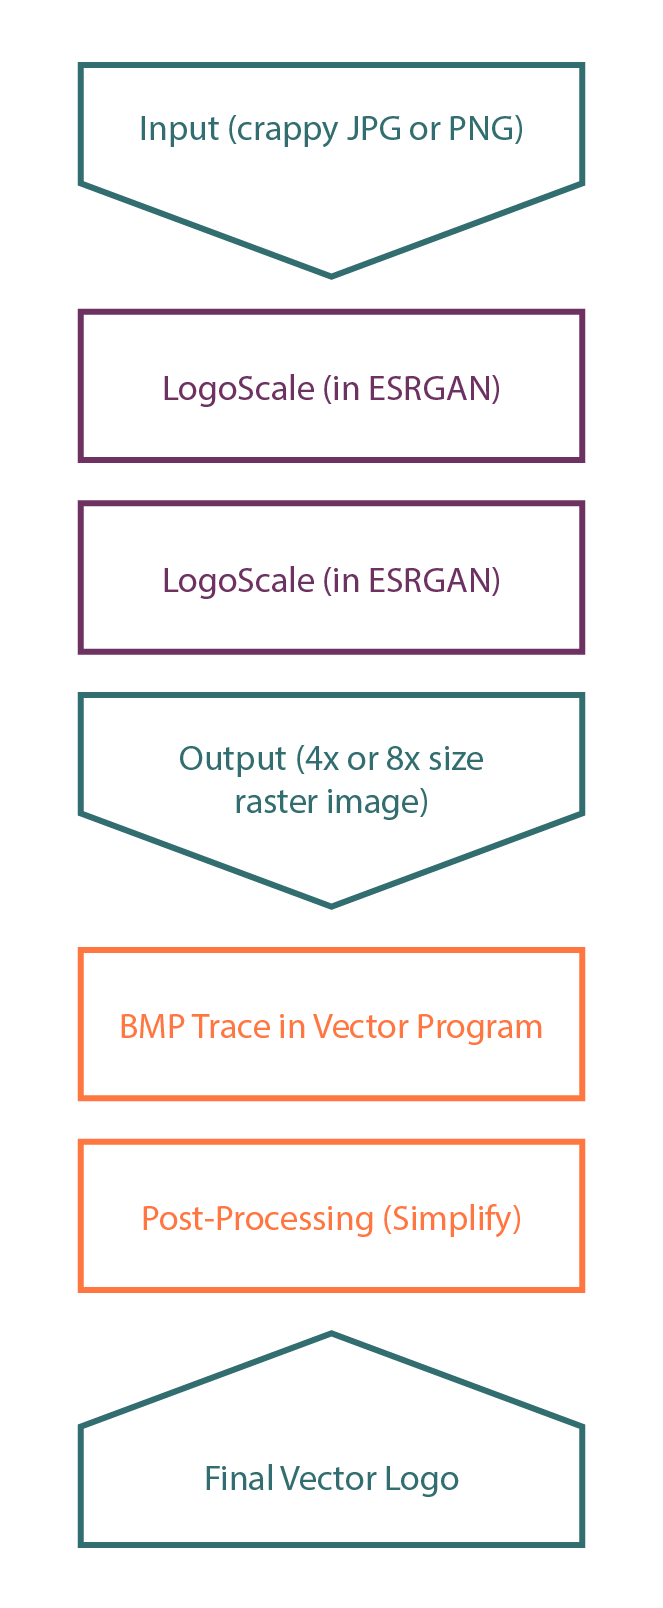 Input (crappy JPG or PNG)
LogoScale (in ESRGAN)
LogoScale (in ESRGAN)
Output (4x or 8x size
raster image)
BMP Trace in Vector Program
Post-Processing (Simplify)
Final Vector Logo